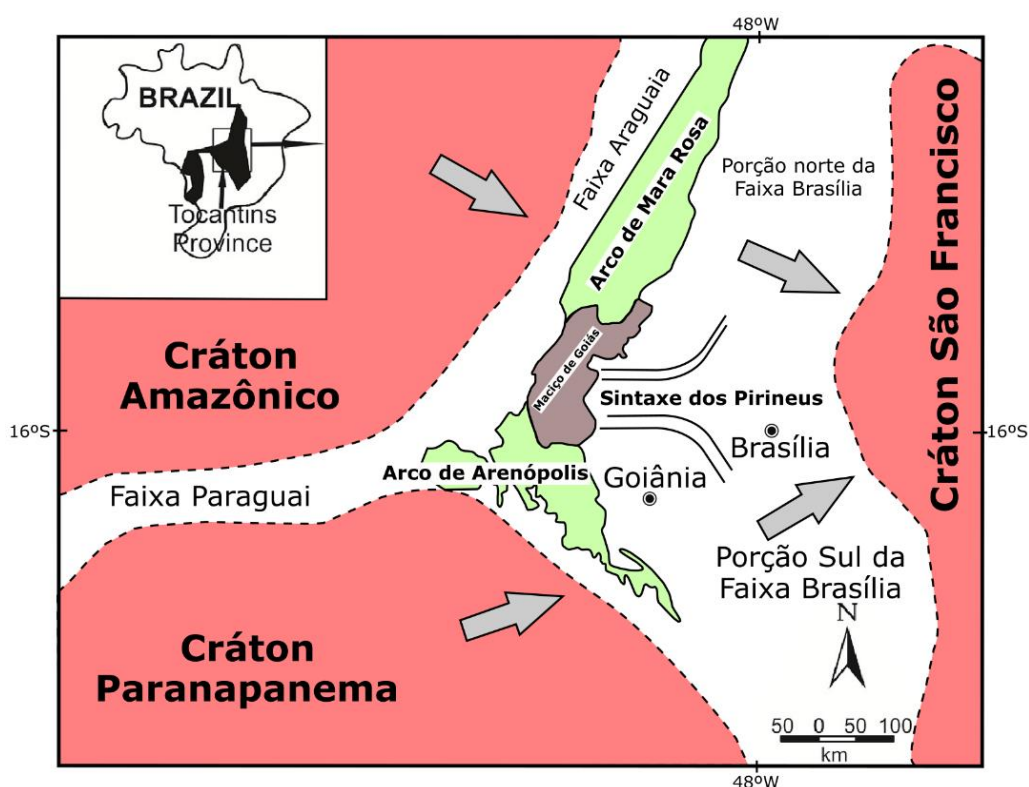 48ºW
BRAZIL
Tocantins
Province
Faixa Araguaia
Arco de Mara Rosa
Porção norte da
Faixa Brasília
Cráton São Francisco
Cráton
Amazônico
Maciço de Goiás
Sintaxe dos Pirineus
16ºS
16ºS
Brasília
Arco de Arenópolis
Goiânia
Faixa Paraguai
Porção Sul da
Faixa Brasília
N
Cráton
Paranapanema
50 0 50 100
km
48ºW